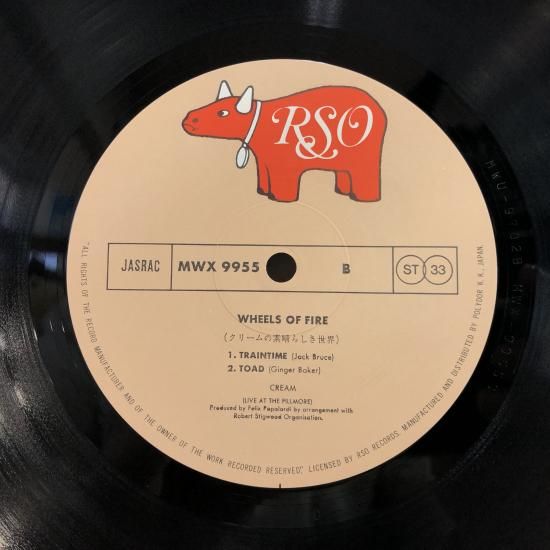 RSO
JASRAC
MWX 9955
B
ST 33
WHEELS OF FIRE
(クリームの素晴らしき世界)
1. TRAINTIME (Jack Bruce)
2. TOAD (Ginger Baker)
CREAM
(LIVE AT THE FILLMORE)
Produced by Felix Papalardi by arrangement with
Robert Stigwood Organisation.
"ALL RIGHTS OF THE RECORD MANUFACTURER AND OF THE OWNER OF THE WORK RECORDED RESERVED", LICENSED BY RSO RECORDS. MANUFACTURED AND DISTRIBUTED BY POLYDOR K. K., JAPAN.